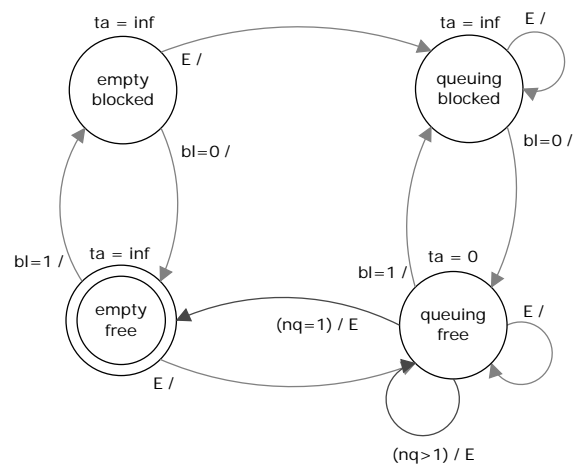 ta = inf
ta = inf
E /
E /
empty
blocked
queuing
blocked
bl=0 /
bl=0 /
ta = inf
ta = 0
bl=1 /
bl=1 /
empty
free
queuing
free
E /
(nq=1) / E
E /
(nq>1) / E